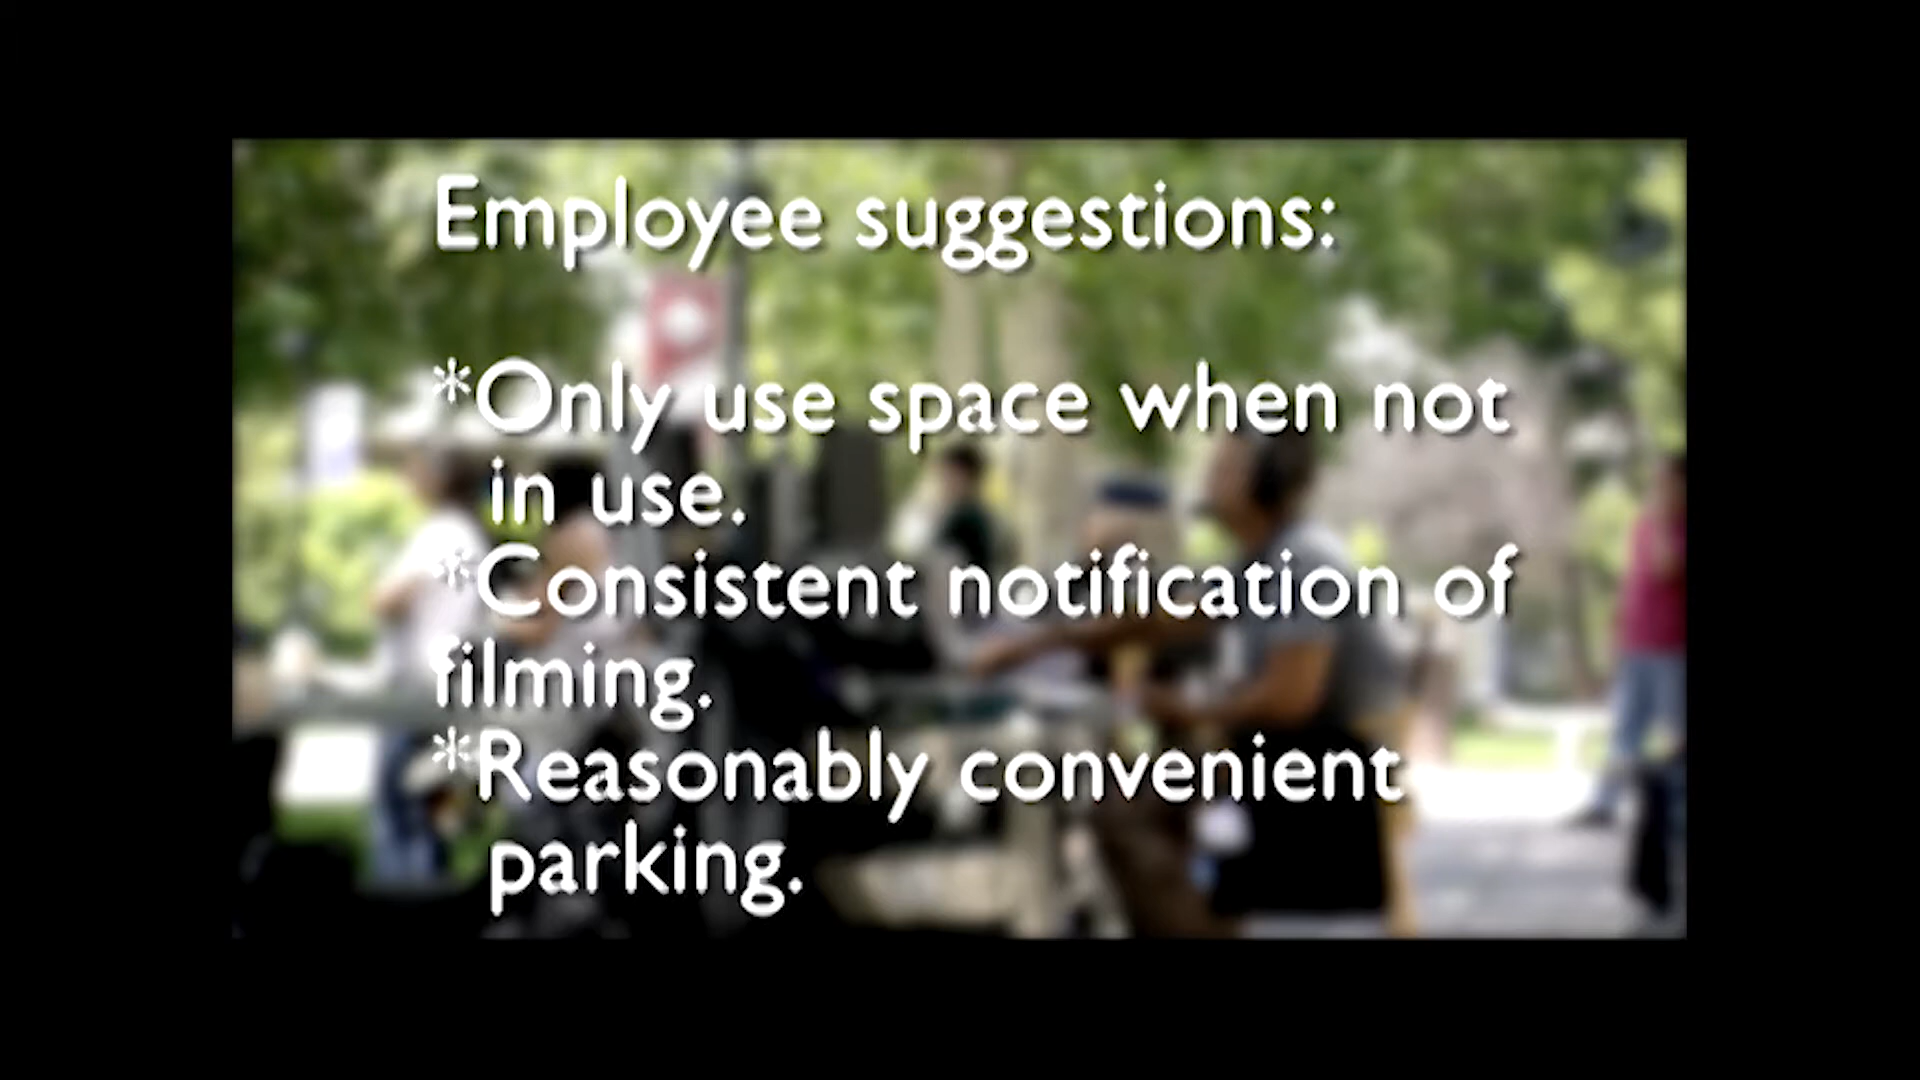 Employee suggestions:
*Only use space when not
in use.
*Consistent notification of
filming.
*Reasonably convenient
parking.